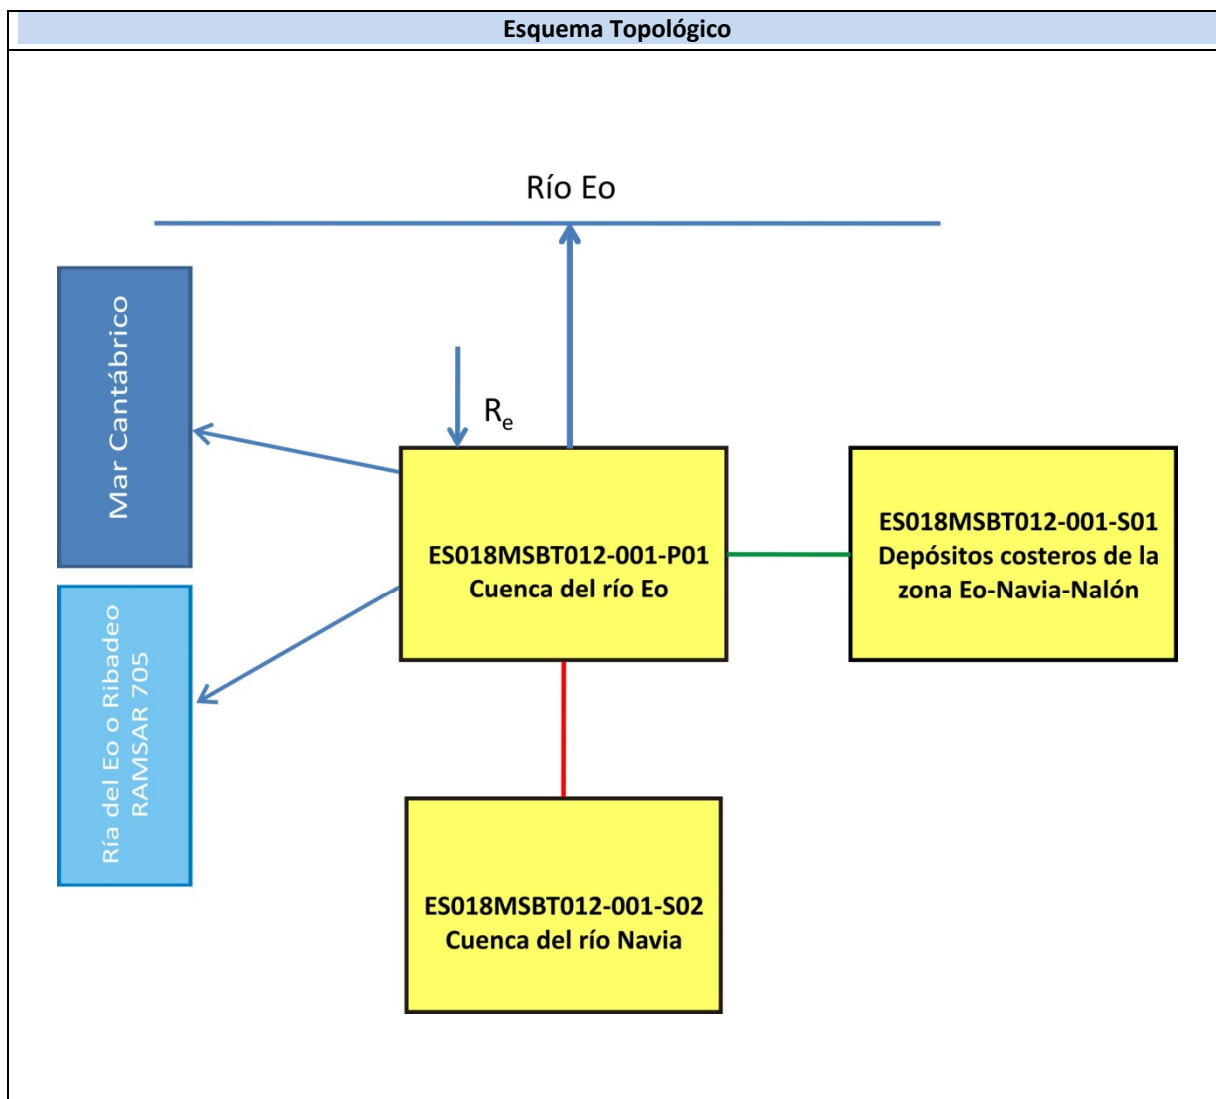 Esquema Topológico
Río Eo
Mar Cantábrico
R_e
ES018MSBT012-001-P01
Cuenca del río Eo
ES018MSBT012-001-S01
Depósitos costeros de la
zona Eo-Navia-Nalón
Ría del Eo o Ribadeo
RAMSAR 705
ES018MSBT012-001-S02
Cuenca del río Navia